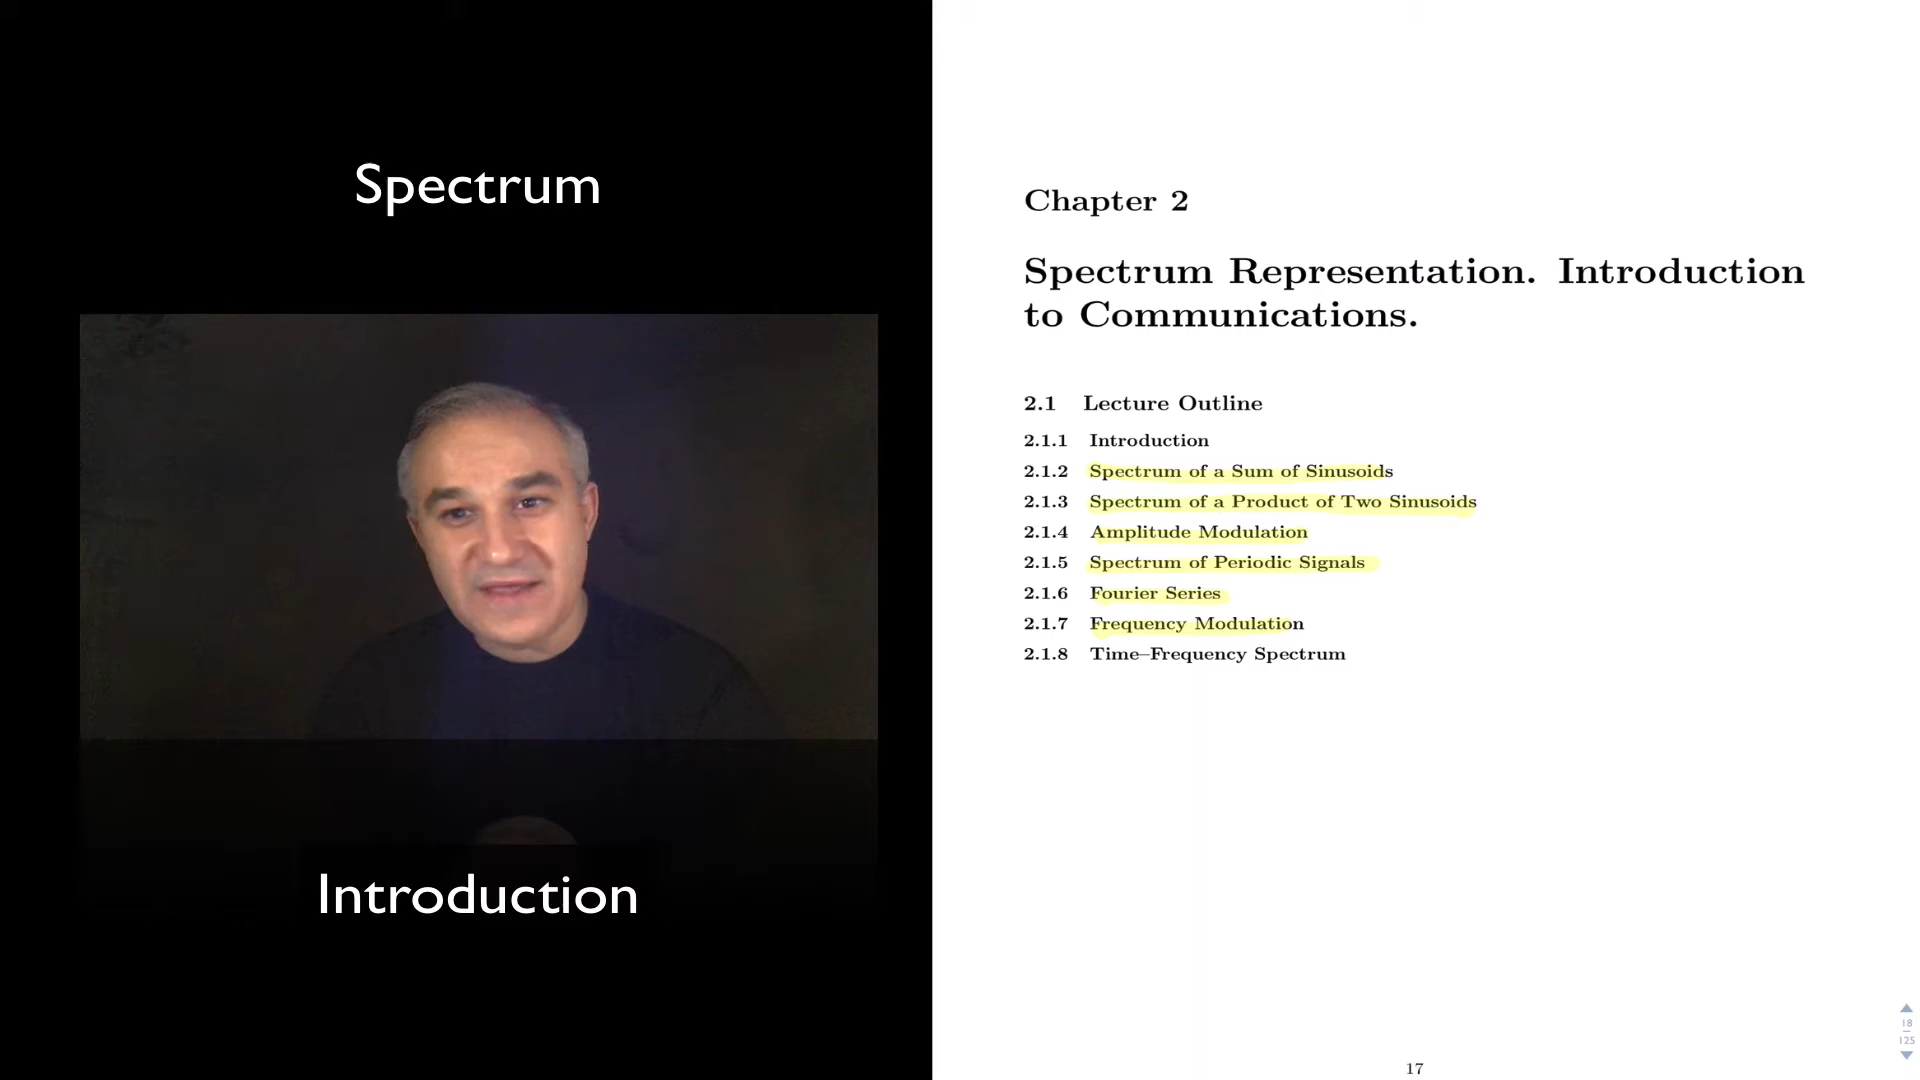 Spectrum
Introduction
Chapter 2
Spectrum Representation. Introduction
to Communications.
2.1 Lecture Outline
2.1.1 Introduction
2.1.2 Spectrum of a Sum of Sinusoids
2.1.3 Spectrum of a Product of Two Sinusoids
2.1.4 Amplitude Modulation
2.1.5 Spectrum of Periodic Signals
2.1.6 Fourier Series
2.1.7 Frequency Modulation
2.1.8 Time–Frequency Spectrum
18
125
17